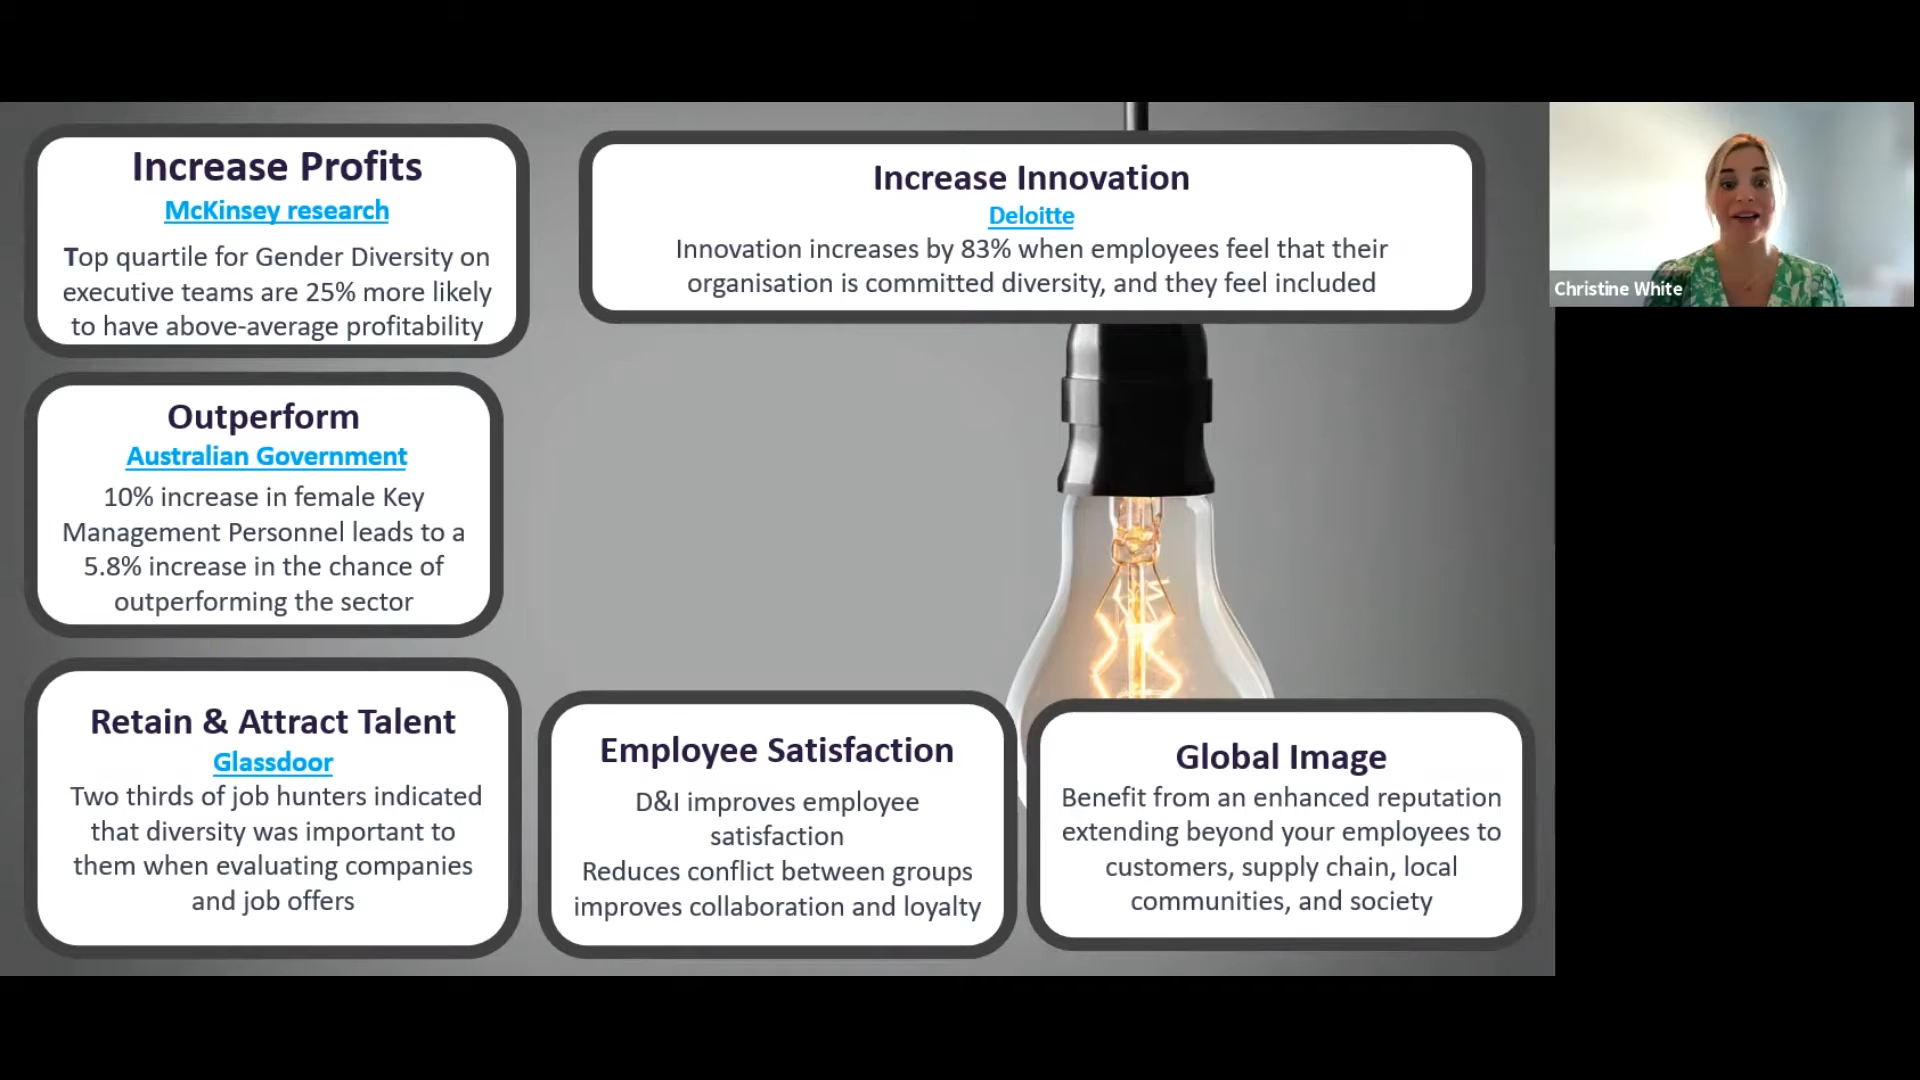 Increase Profits
McKinsey research
Top quartile for Gender Diversity on
executive teams are 25% more likely
to have above-average profitability
Increase Innovation
Deloitte
Innovation increases by 83% when employees feel that their
organisation is committed diversity, and they feel included
Christine White
Outperform
Australian Government
10% increase in female Key
Management Personnel leads to a
5.8% increase in the chance of
outperforming the sector
Retain & Attract Talent
Glassdoor
Two thirds of job hunters indicated
that diversity was important to
them when evaluating companies
and job offers
Employee Satisfaction
D&I improves employee
satisfaction
Reduces conflict between groups
improves collaboration and loyalty
Global Image
Benefit from an enhanced reputation
extending beyond your employees to
customers, supply chain, local
communities, and society